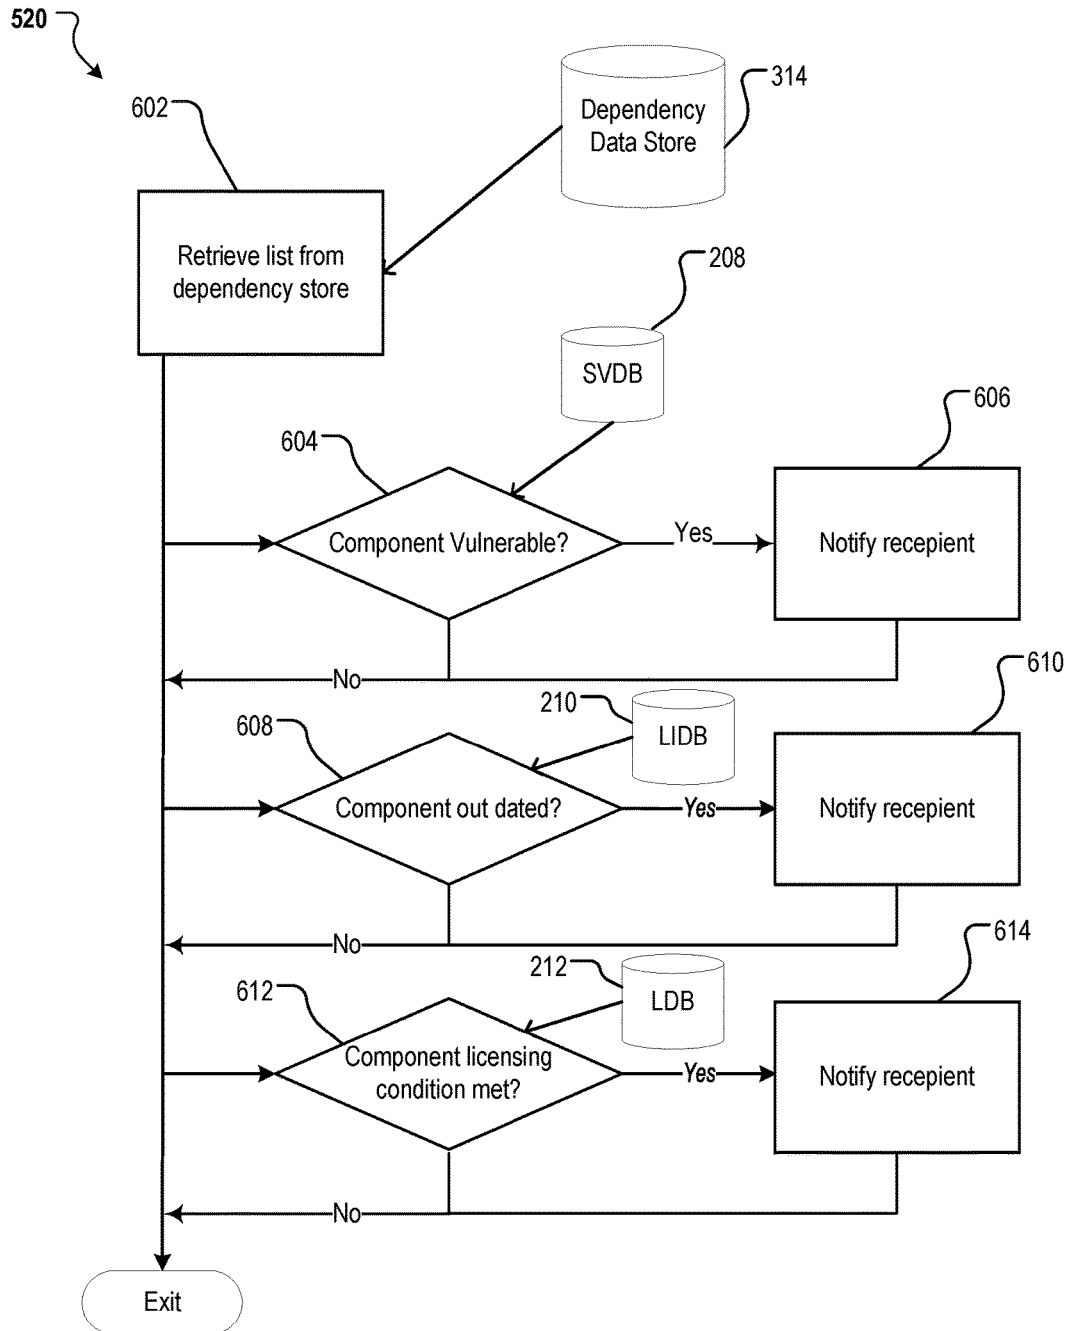 520
602
314
Dependency
Data Store
Retrieve list from
dependency store
208
SVDB
604
606
Component Vulnerable?
Yes
Notify recepient
No
608
210
LIDB
610
Component out dated?
Yes
Notify recepient
No
612
212
LDB
614
Component licensing
condition met?
Yes
Notify recepient
No
Exit